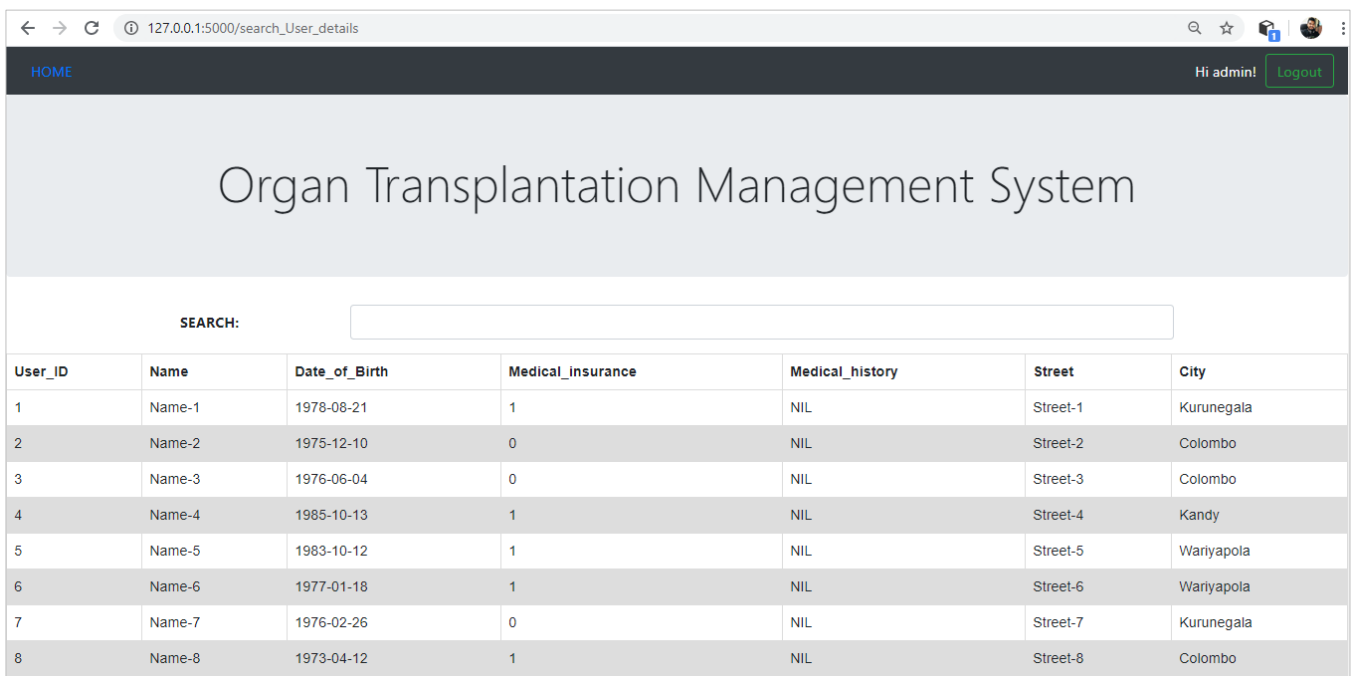 127.0.0.1:5000/search_User_details
1
HOME Hi admin! Logout
Organ Transplantation Management System
SEARCH:
User_ID Name Date_of_Birth Medical_insurance Medical_history Street City
1 Name-1 1978-08-21 1 NIL Street-1 Kurunegala
2 Name-2 1975-12-10 0 NIL Street-2 Colombo
3 Name-3 1976-06-04 0 NIL Street-3 Colombo
4 Name-4 1985-10-13 1 NIL Street-4 Kandy
5 Name-5 1983-10-12 1 NIL Street-5 Wariyapola
6 Name-6 1977-01-18 1 NIL Street-6 Wariyapola
7 Name-7 1976-02-26 0 NIL Street-7 Kurunegala
8 Name-8 1973-04-12 1 NIL Street-8 Colombo